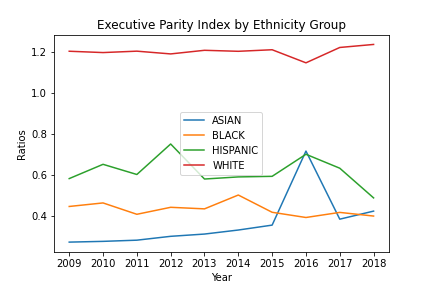 Executive Parity Index by Ethnicity Group
Ratios
1.2
1.0
0.8
0.6
0.4
ASIAN
BLACK
HISPANIC
WHITE
2009 2010 2011 2012 2013 2014 2015 2016 2017 2018
Year